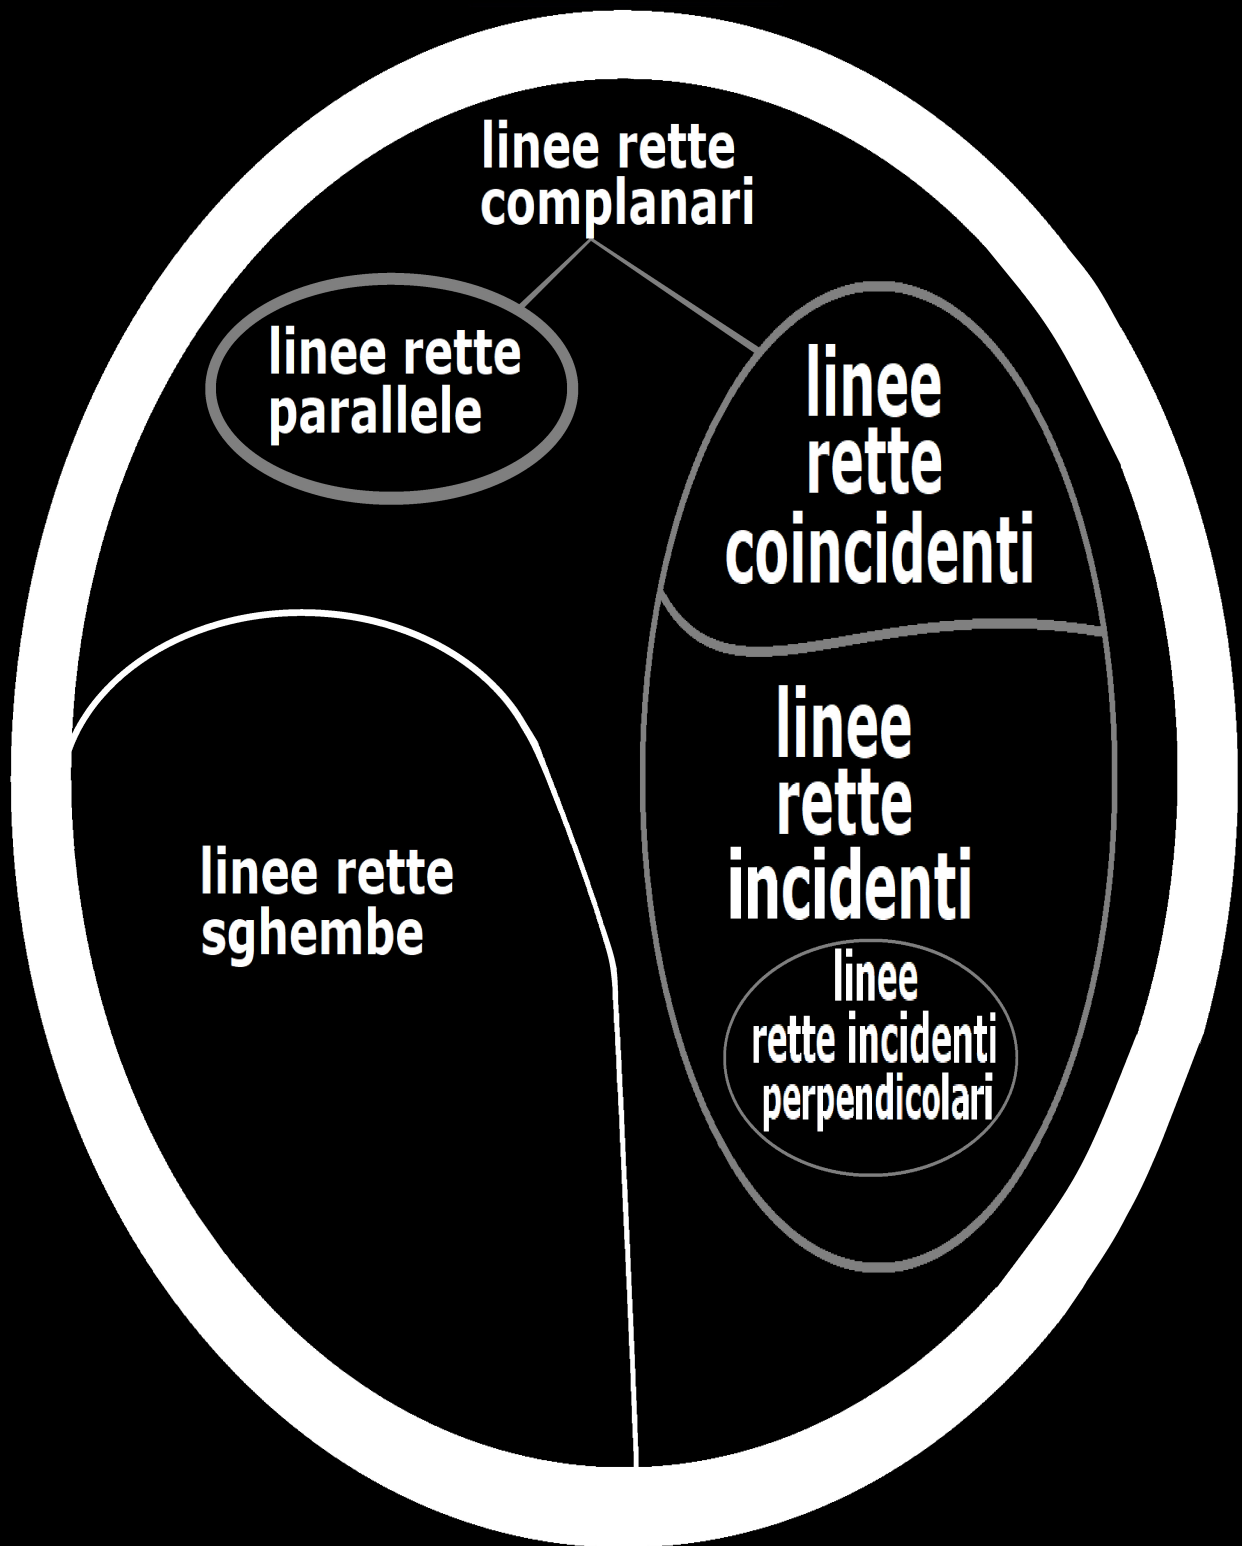 linee rette
complanari
linee rette
parallele
linee
rette
coincidenti
linee
rette
incidenti
linee rette
sghembe
linee
rette incidenti
perpendicolari